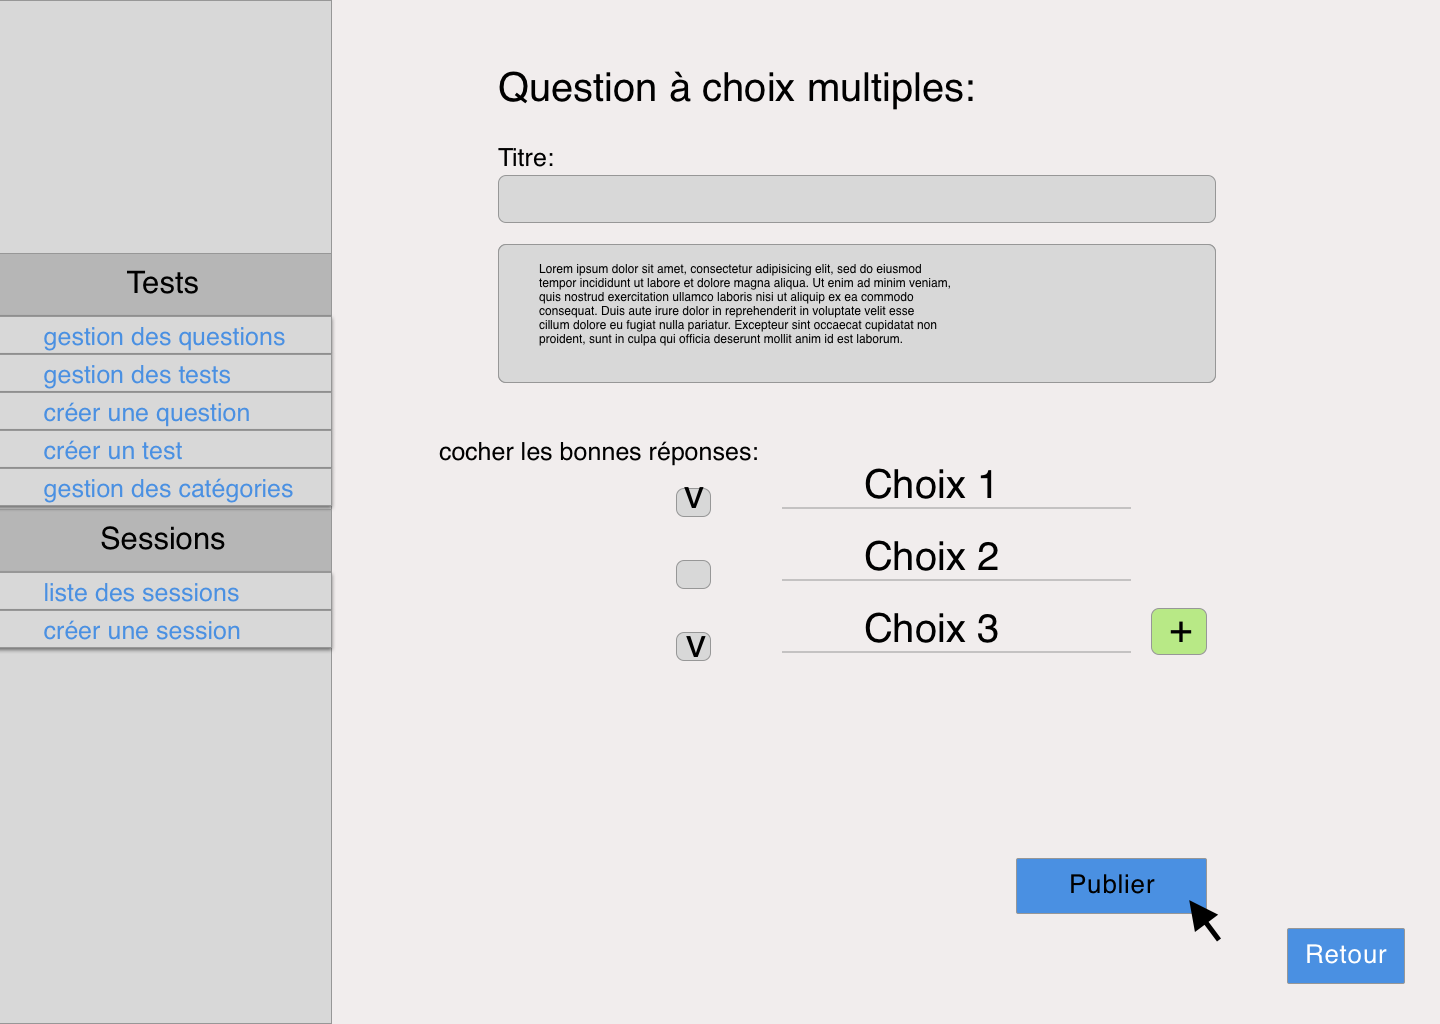 Tests
gestion des questions
gestion des tests
créer une question
créer un test
gestion des catégories
Sessions
liste des sessions
créer une session
Question à choix multiples:
Titre:
Lorem ipsum dolor sit amet, consectetur adipisicing elit, sed do eiusmod
tempor incididunt ut labore et dolore magna aliqua. Ut enim ad minim veniam,
quis nostrud exercitation ullamco laboris nisi ut aliquip ex ea commodo
consequat. Duis aute irure dolor in reprehenderit in voluptate velit esse
cillum dolore eu fugiat nulla pariatur. Excepteur sint occaecat cupidatat non
proident, sunt in culpa qui officia deserunt mollit anim id est laborum.
cocher les bonnes réponses:
v Choix 1
Choix 2
v Choix 3 +
Publier
Retour